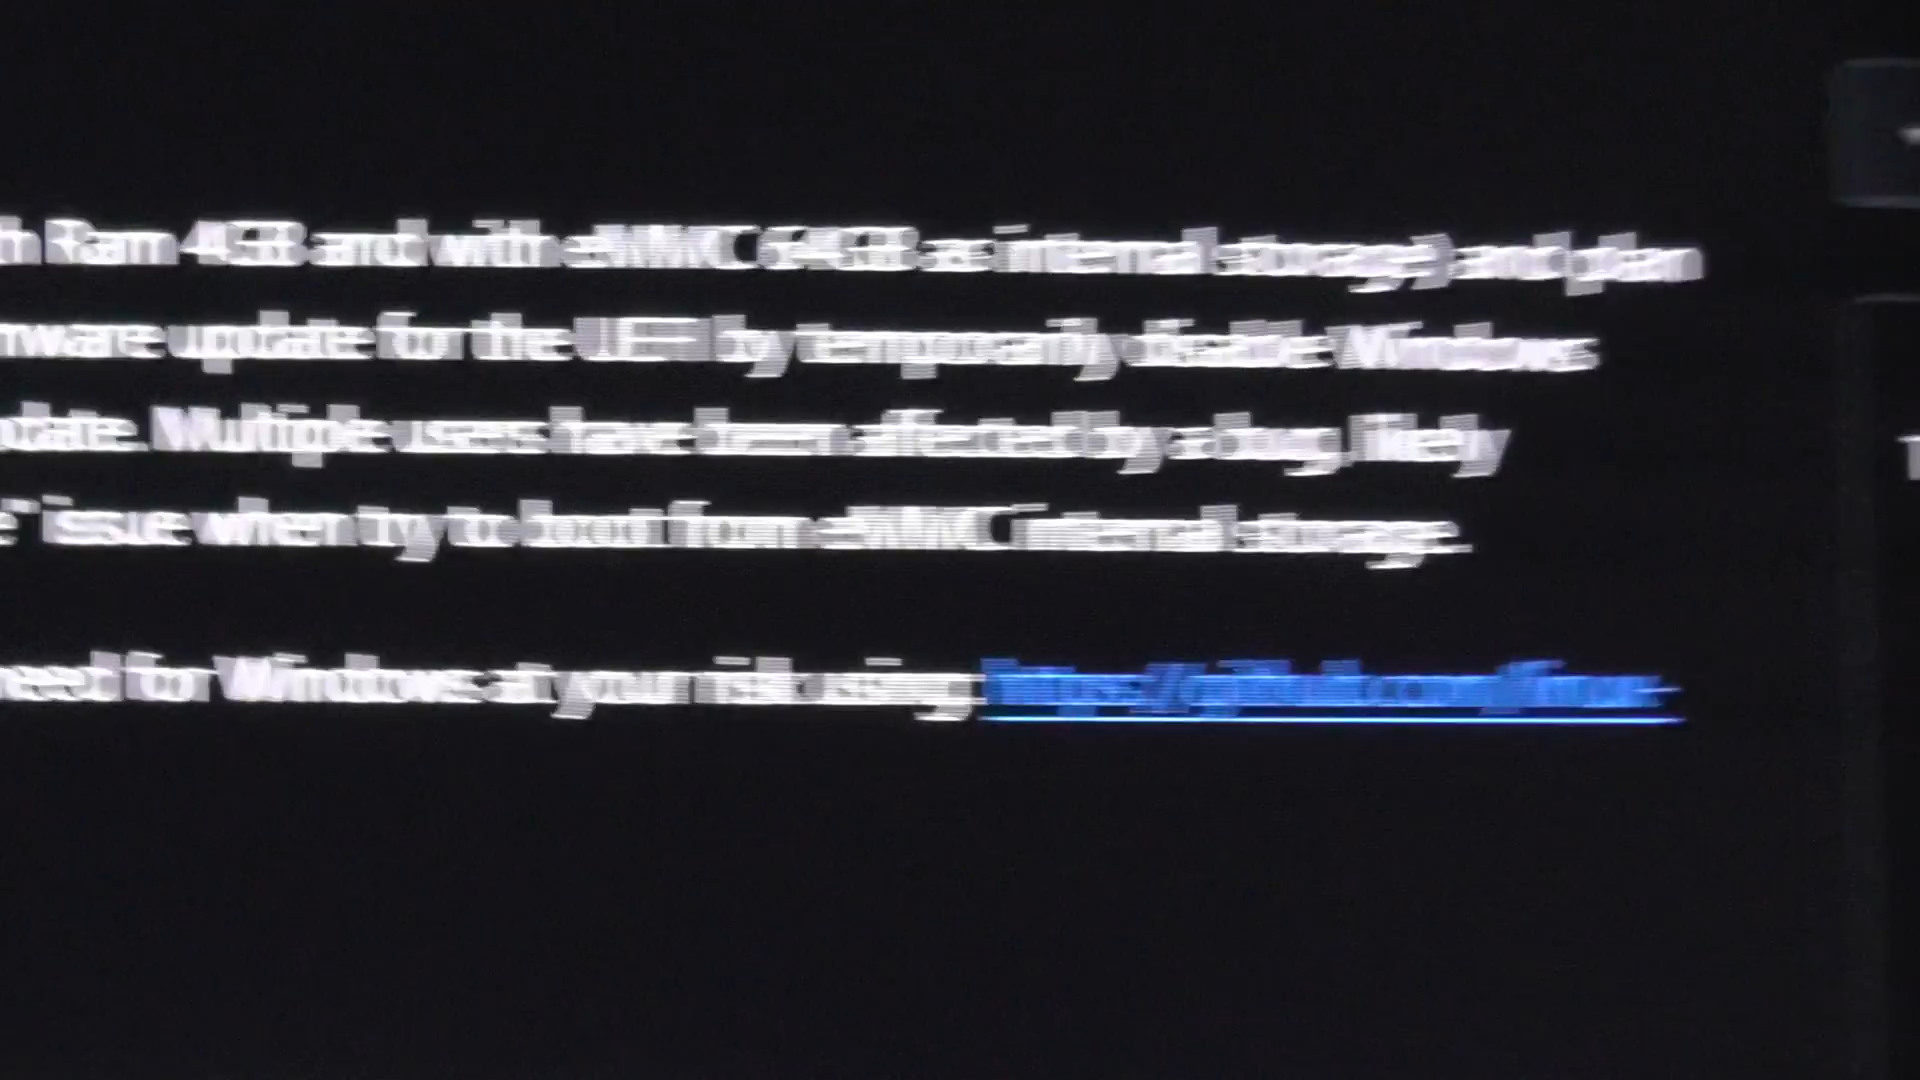 h Ram 4GB and with eMMC 64GB as internal storage) and plan
mware update for the UEFI by temporarily disable Windows
pdate. Multiple users have been affected by a bug, likely
e" issue when try to boot from eMMC internal storage.
need for Windows at your risk using